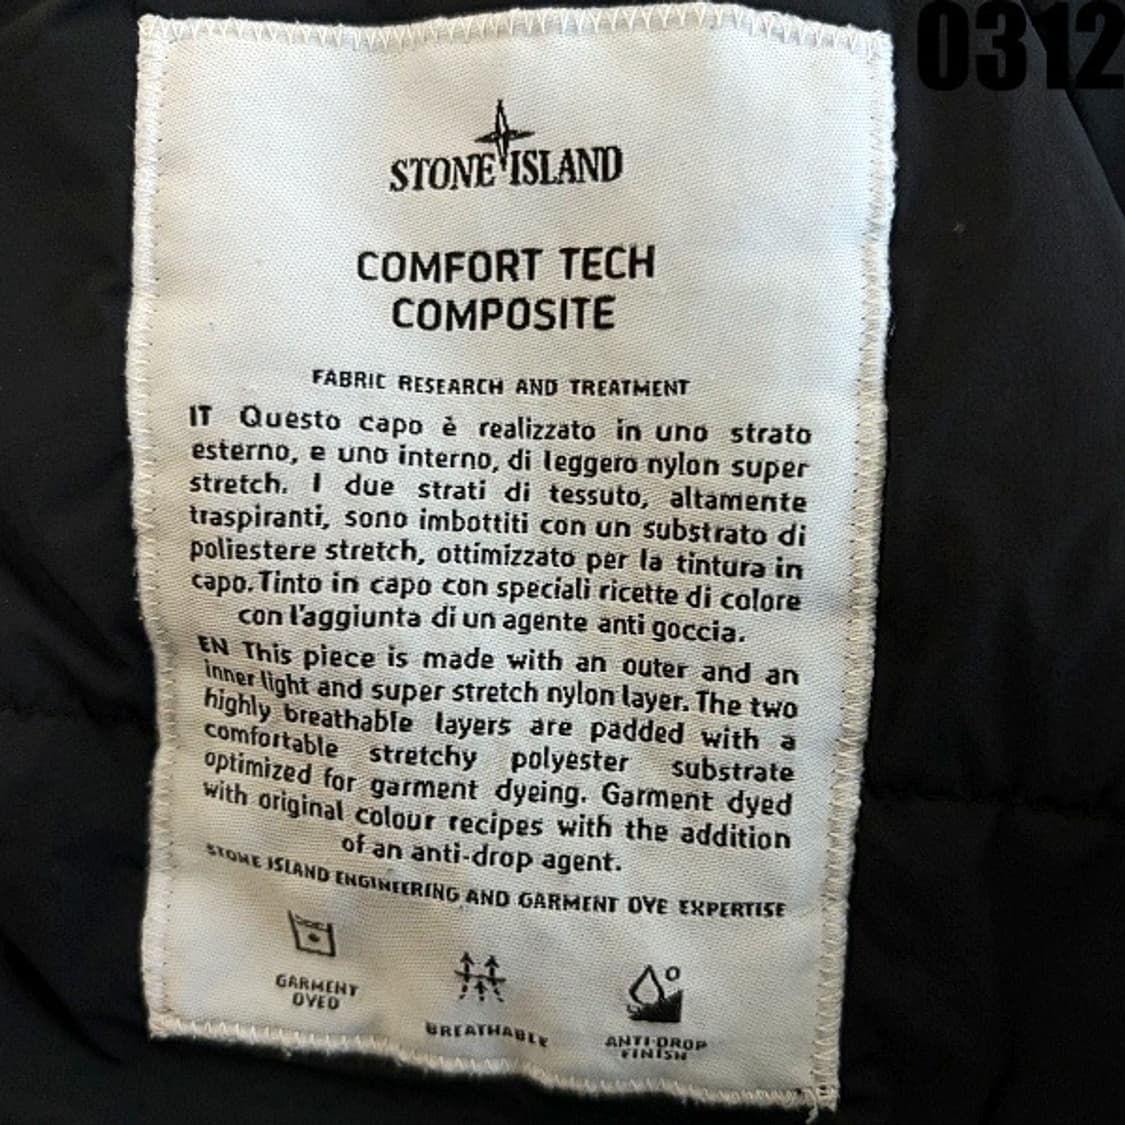 0312
STONE ISLAND
COMFORT TECH
COMPOSITE
FABRIC RESEARCH AND TREATMENT
IT Questo capo è realizzato in uno strato
esterno, e uno interno, di leggero nylon super
stretch. I due strati di tessuto, altamente
traspiranti, sono imbottiti con un substrato di
poliestere stretch, ottimizzato per la tintura in
capo. Tinto in capo con speciali ricette di colore
con l'aggiunta di un agente anti goccia.
EN This piece is made with an outer and an
inner light and super stretch nylon layer. The two
highly breathable layers are padded with a
comfortable stretchy polyester substrate
optimized for garment dyeing. Garment dyed
with original colour recipes with the addition
of an anti-drop agent.
STONE ISLAND ENGINEERING AND GARMENT DYE EXPERTISE
GARMENT
DYED
BREATHABLE
ANTI-DROP
FINISH